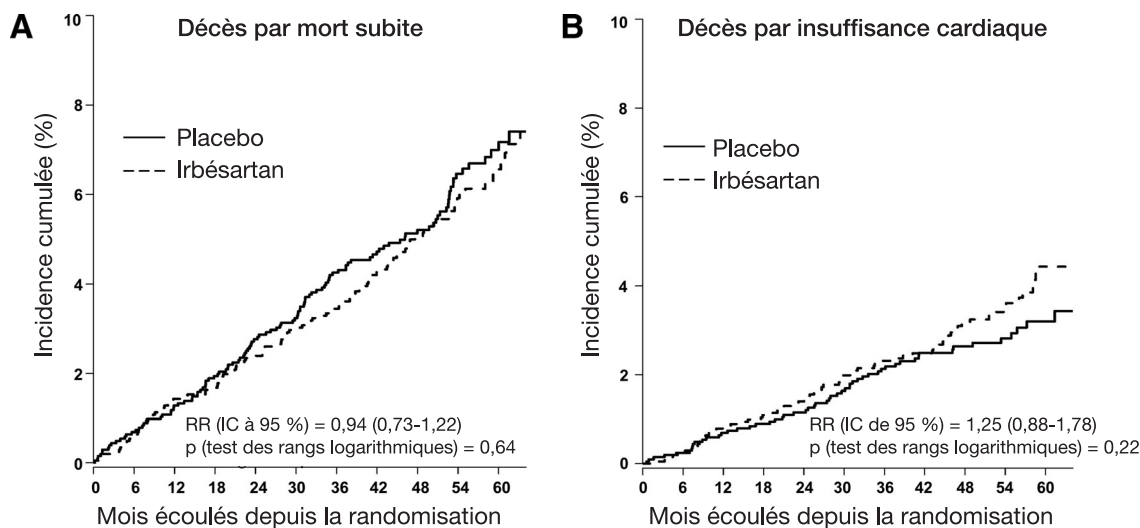 A
Décès par mort subite
10
8
6
4
2
0
Incidence cumulée (%)
Placebo
Irbésartan
RR (IC à 95 %) = 0,94 (0,73-1,22)
p (test des rangs logarithmiques) = 0,64
0 6 12 18 24 30 36 42 48 54 60
Mois écoulés depuis la randomisation
B
Décès par insuffisance cardiaque
10
8
6
4
2
0
Incidence cumulée (%)
Placebo
Irbésartan
RR (IC de 95 %) = 1,25 (0,88-1,78)
p (test des rangs logarithmiques) = 0,22
0 6 12 18 24 30 36 42 48 54 60
Mois écoulés depuis la randomisation